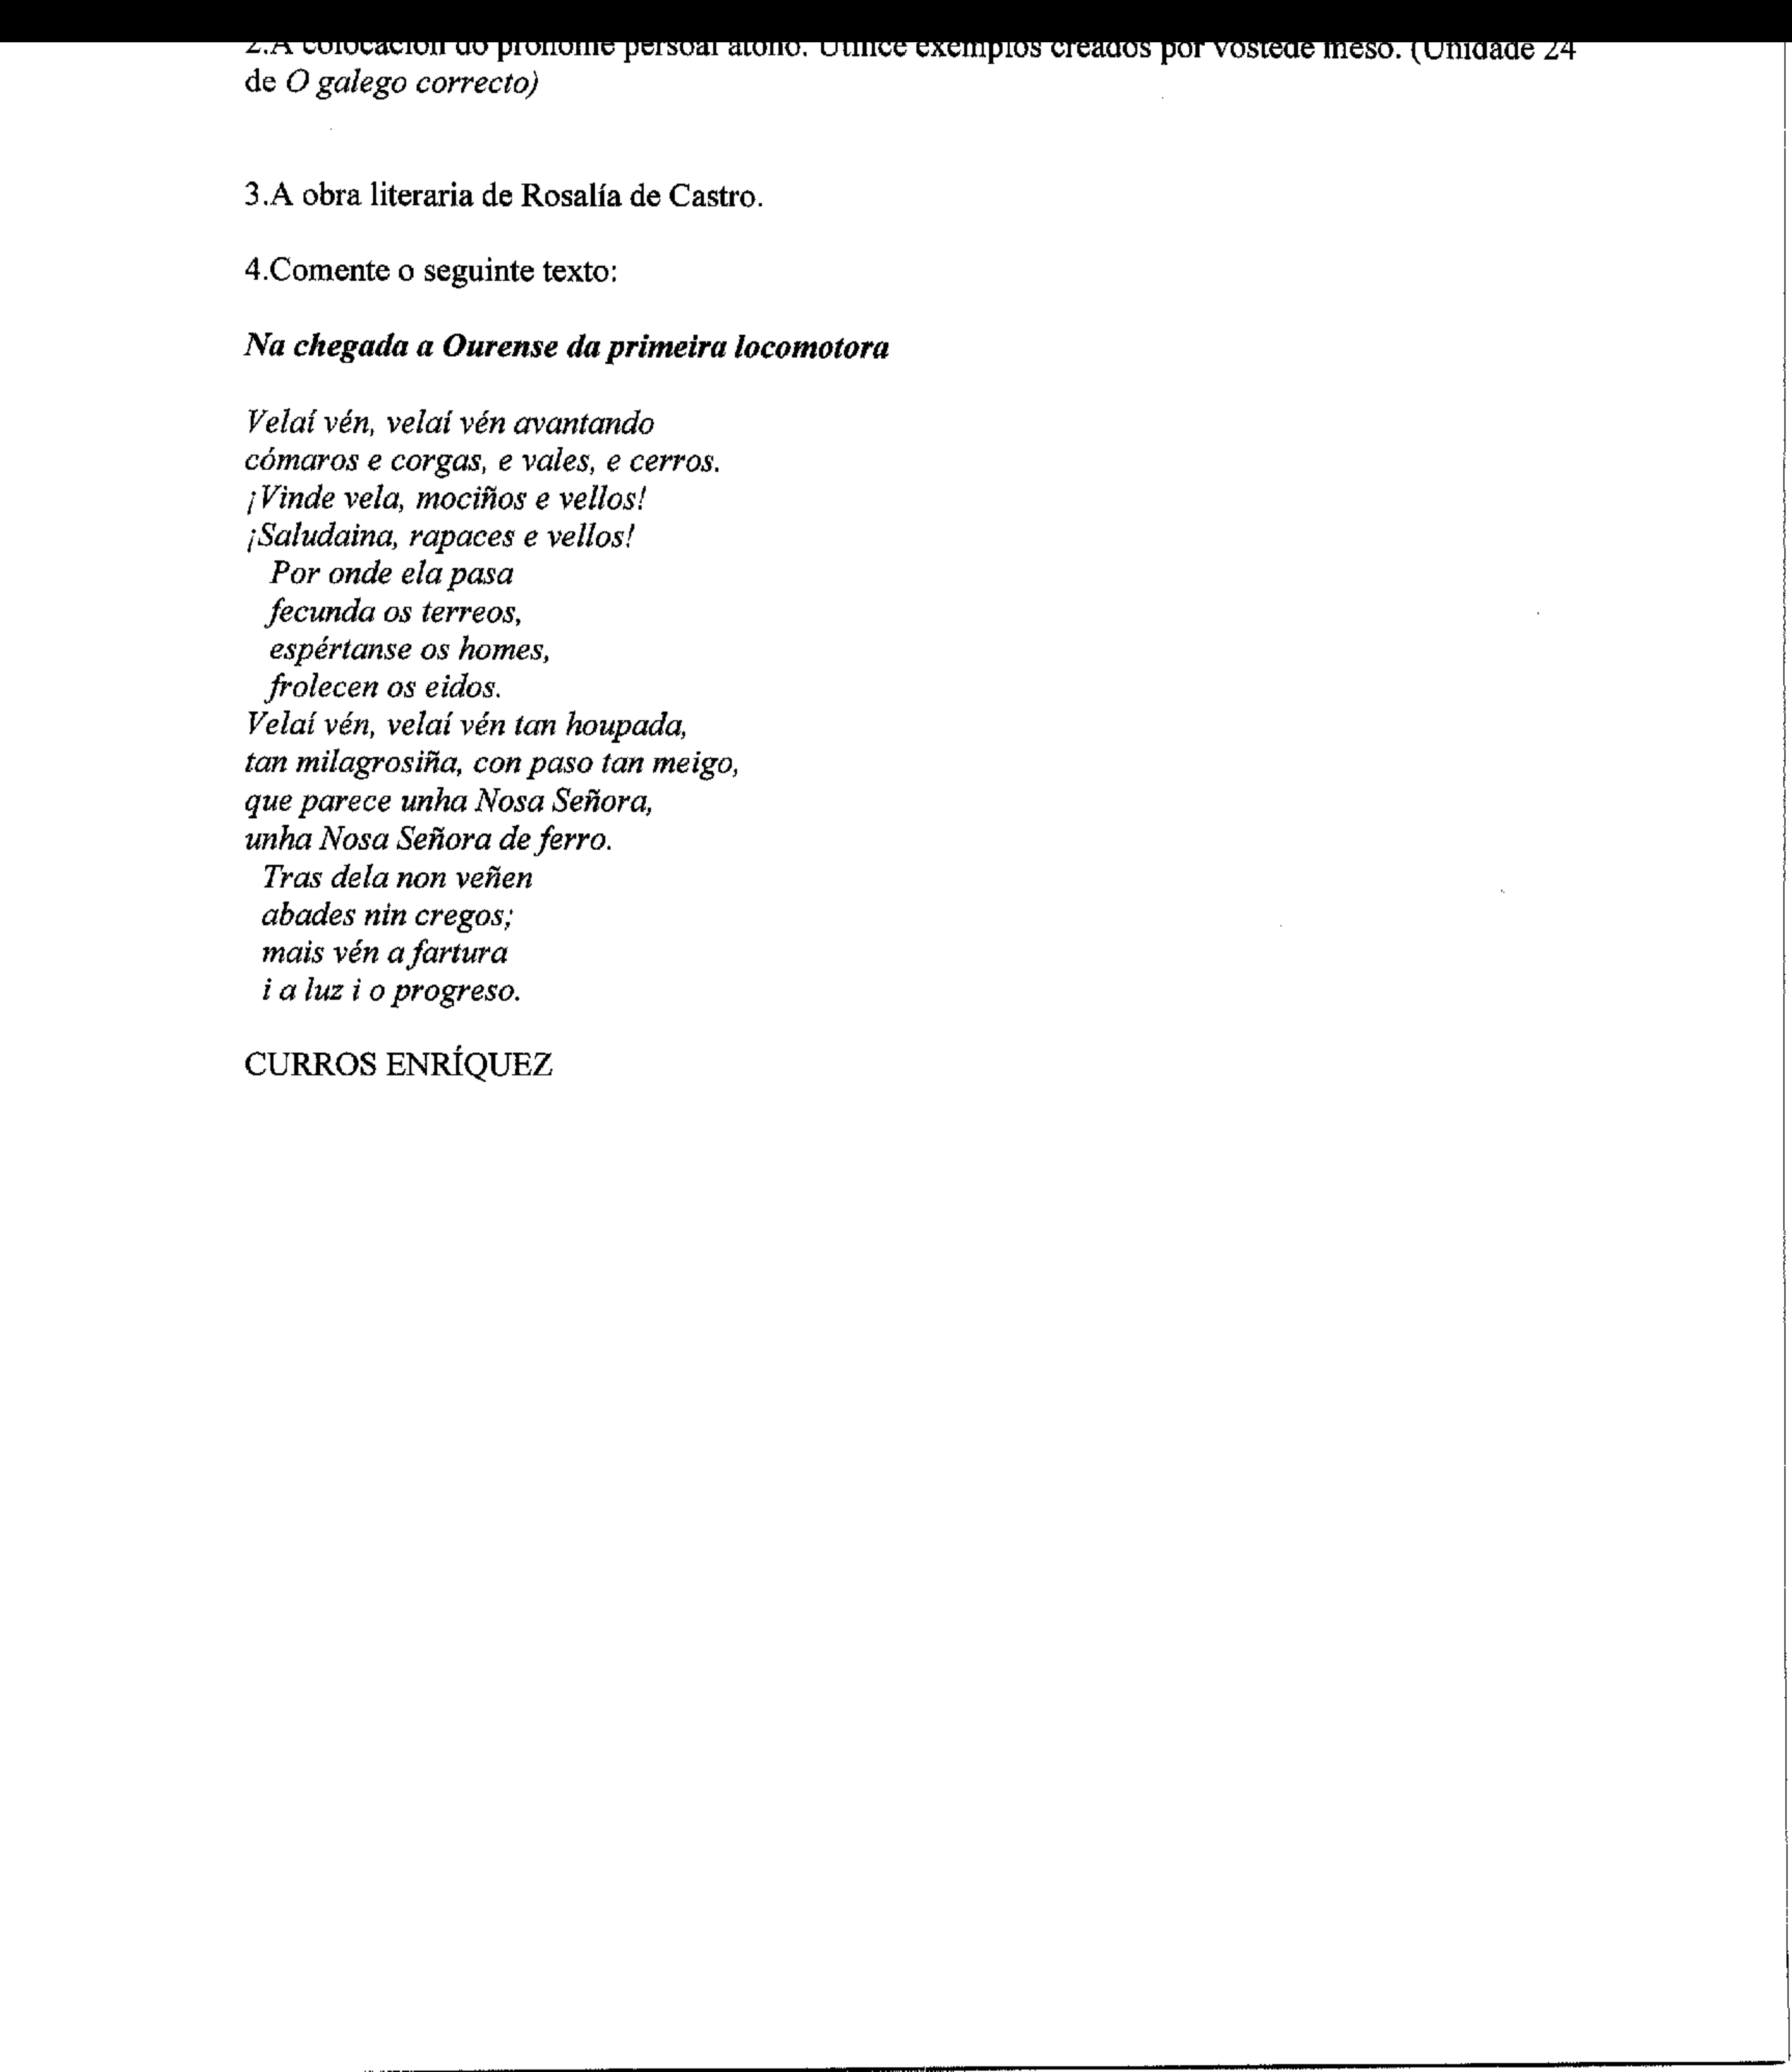 2.A colocación do pronome persoal átono. Utilice exemplos creados por vostede meso. (Unidade 24
de O galego correcto)
3.A obra literaria de Rosalía de Castro.
4.Comente o seguinte texto:
Na chegada a Ourense da primeira locomotora
Velaí vén, velaí vén avantando
cómaros e corgas, e vales, e cerros.
¡Vinde vela, mociños e vellos!
¡Saludaina, rapaces e vellos!
Por onde ela pasa
fecunda os terreos,
espértanse os homes,
frolecen os eidos.
Velaí vén, velaí vén tan houpada,
tan milagrosiña, con paso tan meigo,
que parece unha Nosa Señora,
unha Nosa Señora de ferro.
Tras dela non veñen
abades nin cregos;
mais vén a fartura
i a luz i o progreso.
CURROS ENRÍQUEZ